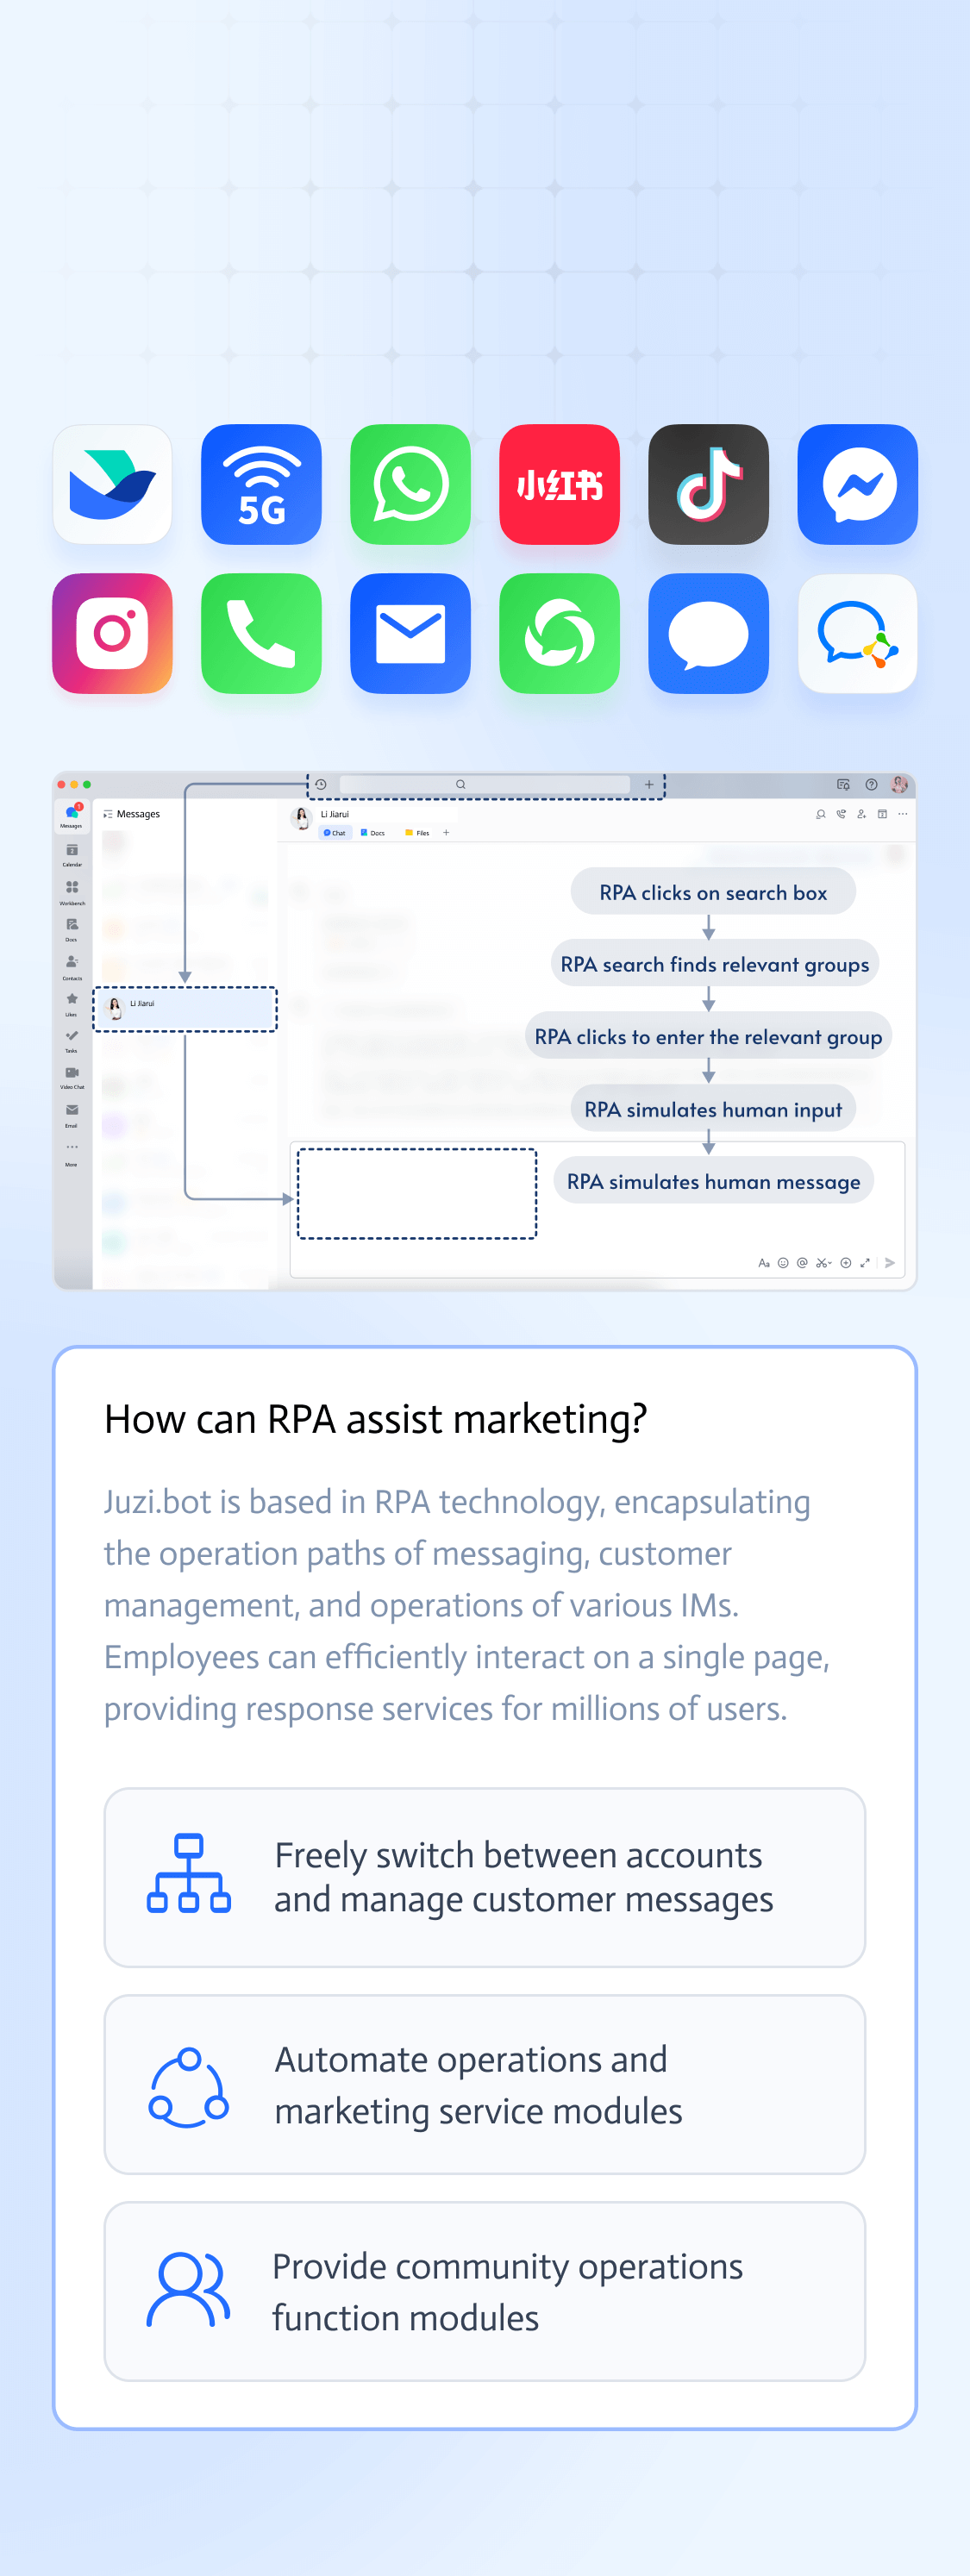 5G
小红书
1
Messages
Calendar
Workbench
Docs
Contacts
Likes
Tasks
Video Chat
Email
More
Messages
Li Jiarui
Li Jiarui
Chat
Docs
Files
+
RPA clicks on search box
RPA search finds relevant groups
RPA clicks to enter the relevant group
RPA simulates human input
RPA simulates human message
Aa
How can RPA assist marketing?
Juzi.bot is based in RPA technology, encapsulating
the operation paths of messaging, customer
management, and operations of various IMs.
Employees can efficiently interact on a single page,
providing response services for millions of users.
Freely switch between accounts
and manage customer messages
Automate operations and
marketing service modules
Provide community operations
function modules